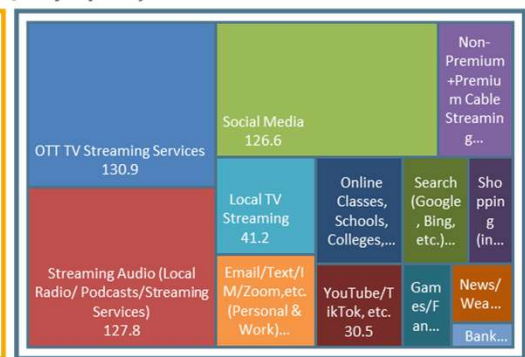 OTT TV Streaming Services
130.9
Streaming Audio (Local
Radio/ Podcasts/Streaming
Services)
127.8
Social Media
126.6
Non-
Premium
+Premiu
m Cable
Streamin
g...
Local TV
Streaming
41.2
Email/Text/I
M/Zoom,etc.
(Personal &
Work)...
Online
Classes,
Schools,
Colleges,...
YouTube/T
ikTok, etc.
30.5
Search
(Google
, Bing,
etc.)...
Sho
ppin
g
(in...
Gam
es/F
an...
News/
Wea...
Bank...